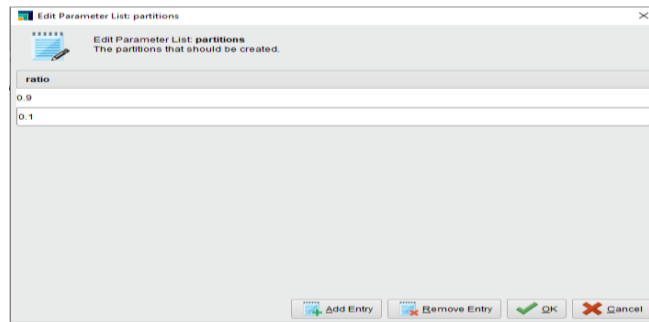 Edit Parameter List: partitions
Edit Parameter List: partitions
The partitions that should be created.
ratio
0.9
0.1
Add Entry Remove Entry OK Cancel